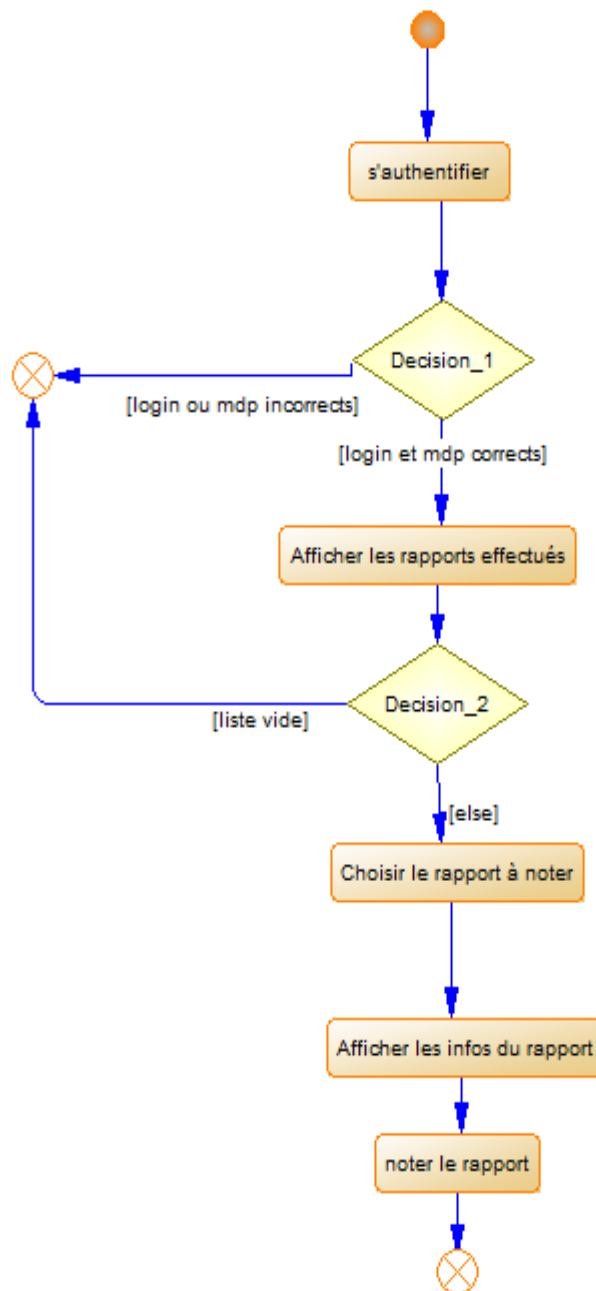 s'authentifier
Decision_1
[login ou mdp incorrects]
[login et mdp corrects]
Afficher les rapports effectués
Decision_2
[liste vide]
[else]
Choisir le rapport à noter
Afficher les infos du rapport
noter le rapport